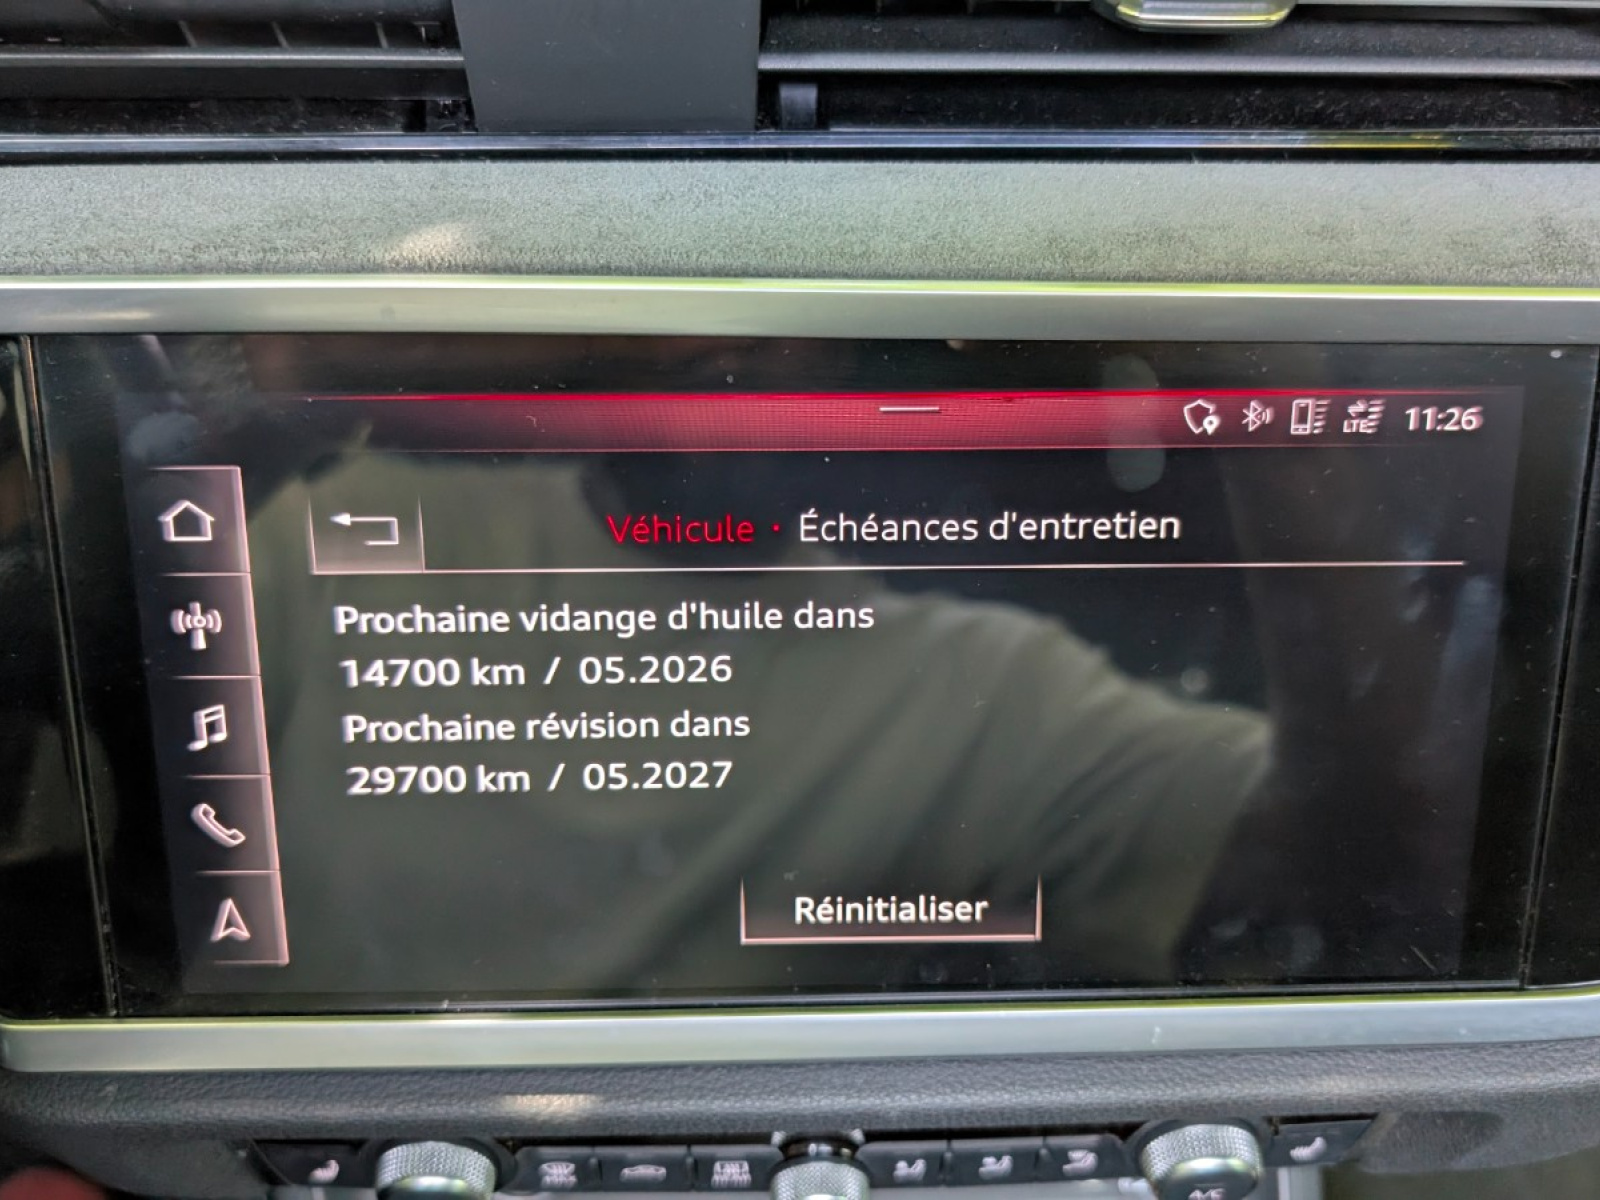 LTE 11:26
Véhicule · Échéances d'entretien
Prochaine vidange d'huile dans
14700 km / 05.2026
Prochaine révision dans
29700 km / 05.2027
Réinitialiser
A/C